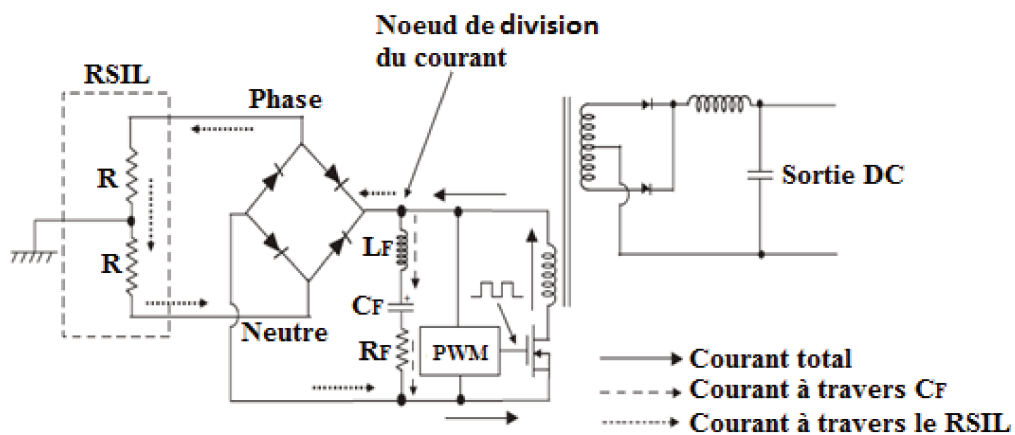 Noeud de division
du courant
RSIL
Phase
R
R
LF
CF
+
RF
PWM
Neutre
Sortie DC
Courant total
Courant à travers CF
Courant à travers le RSIL